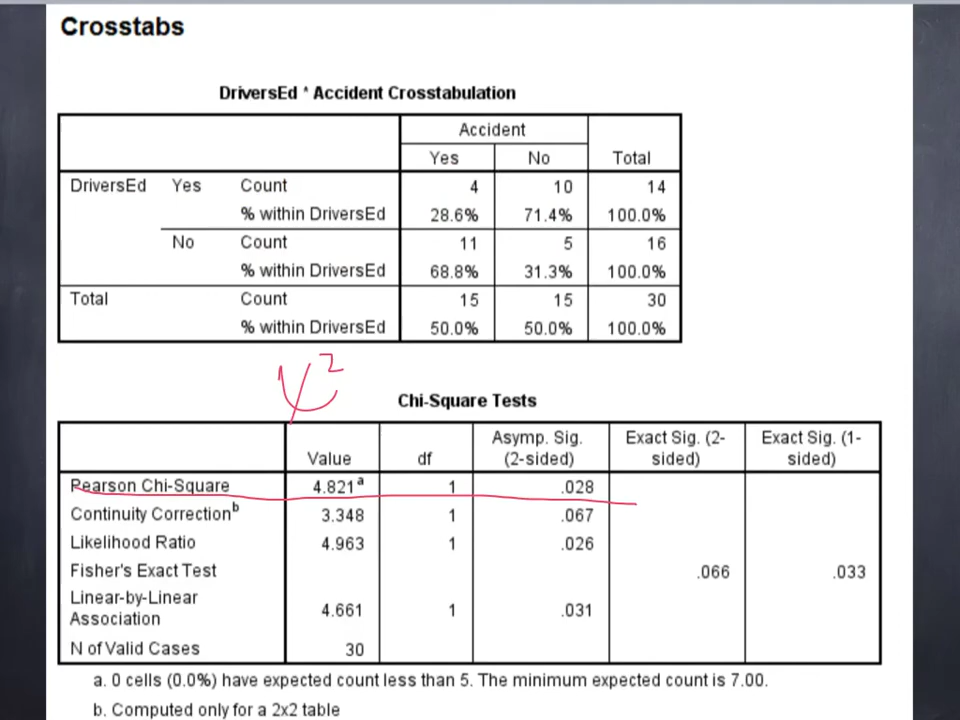 Crosstabs
DriversEd * Accident Crosstabulation
Accident
Yes No Total
DriversEd Yes Count 4 10 14
% within DriversEd 28.6% 71.4% 100.0%
No Count 11 5 16
% within DriversEd 68.8% 31.3% 100.0%
Total Count 15 15 30
% within DriversEd 50.0% 50.0% 100.0%
χ²
Chi-Square Tests
Value df Asymp. Sig. (2-sided) Exact Sig. (2-sided) Exact Sig. (1-sided)
Pearson Chi-Square 4.821ᵃ 1 .028
Continuity Correctionᵇ 3.348 1 .067
Likelihood Ratio 4.963 1 .026
Fisher's Exact Test .066 .033
Linear-by-Linear Association 4.661 1 .031
N of Valid Cases 30
a. 0 cells (0.0%) have expected count less than 5. The minimum expected count is 7.00.
b. Computed only for a 2x2 table